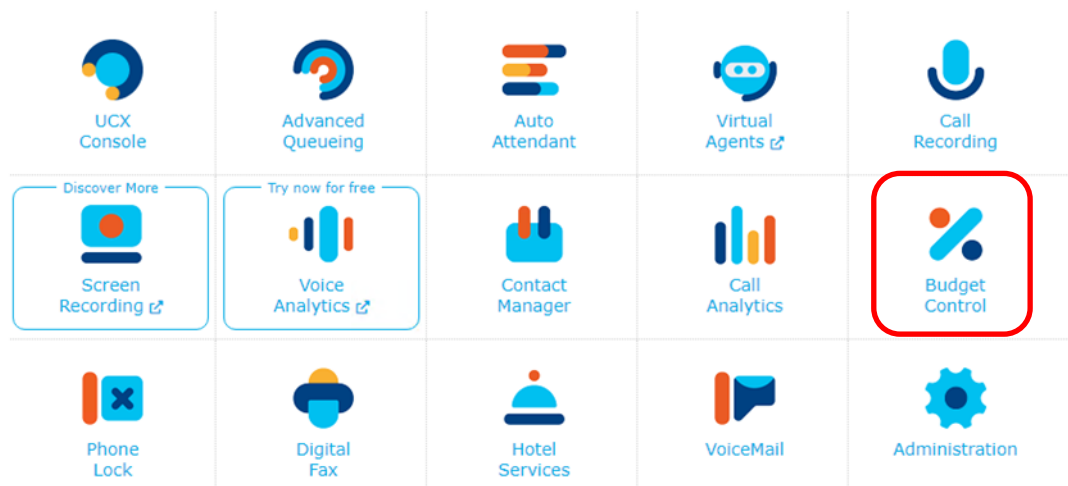 UCX
Console
Advanced
Queueing
Auto
Attendant
Virtual
Agents
Call
Recording
Discover More
Screen
Recording
Try now for free
Voice
Analytics
Contact
Manager
Call
Analytics
Budget
Control
Phone
Lock
Digital
Fax
Hotel
Services
VoiceMail
Administration